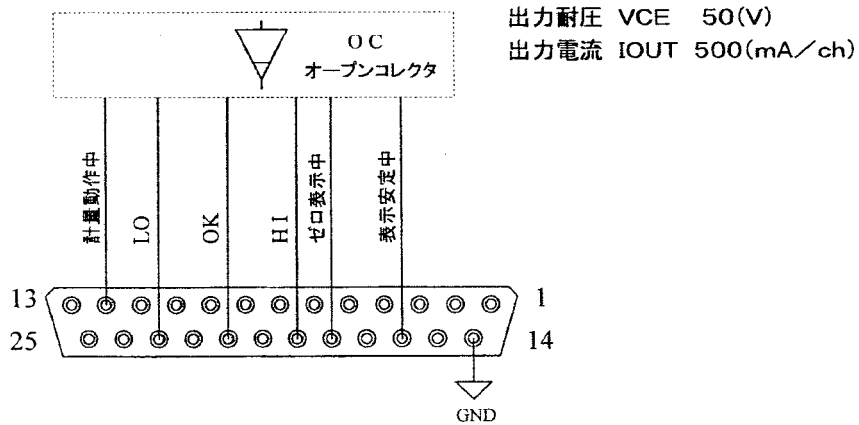 出力耐圧 VCE 50(V)
出力電流 IOUT 500(mA/ch)
OC
オープンコレクタ
計量動作中
LO
OK
HI
ゼロ表示中
表示安定中
13
1
25
14
GND